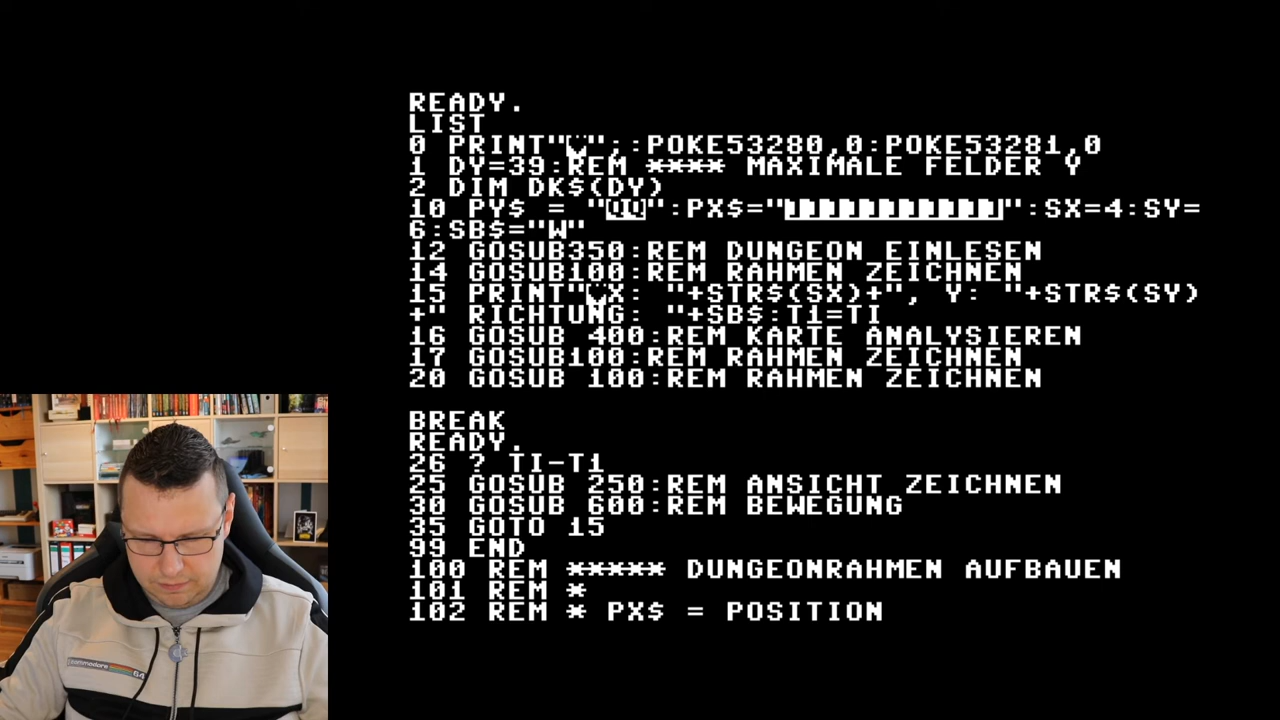 READY.
LIST
0 PRINT"♥";:POKE53280,0:POKE53281,0
1 DY=39:REM **** MAXIMALE FELDER Y
2 DIM DK$(DY)
10 PY$ = "QQ":PX$="]]]]]]]]]]]":SX=4:SY=
6:SB$="W"
12 GOSUB350:REM DUNGEON EINLESEN
14 GOSUB100:REM RAHMEN ZEICHNEN
15 PRINT"♥X: "+STR$(SX)+", Y: "+STR$(SY)
+" RICHTUNG: "+SB$:T1=TI
16 GOSUB 400:REM KARTE ANALYSIEREN
17 GOSUB100:REM RAHMEN ZEICHNEN
20 GOSUB 100:REM RAHMEN ZEICHNEN
BREAK
READY.
26 ? TI-T1
25 GOSUB 250:REM ANSICHT ZEICHNEN
30 GOSUB 600:REM BEWEGUNG
35 GOTO 15
99 END
100 REM ***** DUNGEONRAHMEN AUFBAUEN
101 REM *
102 REM * PX$ = POSITION
commodore
64